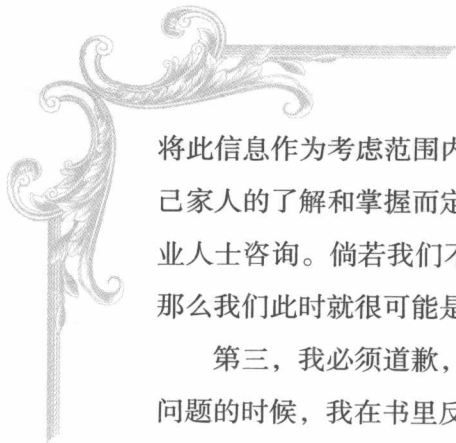 将此信息作为考虑范围内
己家人的了解和掌握而定
业人士咨询。倘若我们不
那么我们此时就很可能是
第三，我必须道歉，
问题的时候，我在书里反